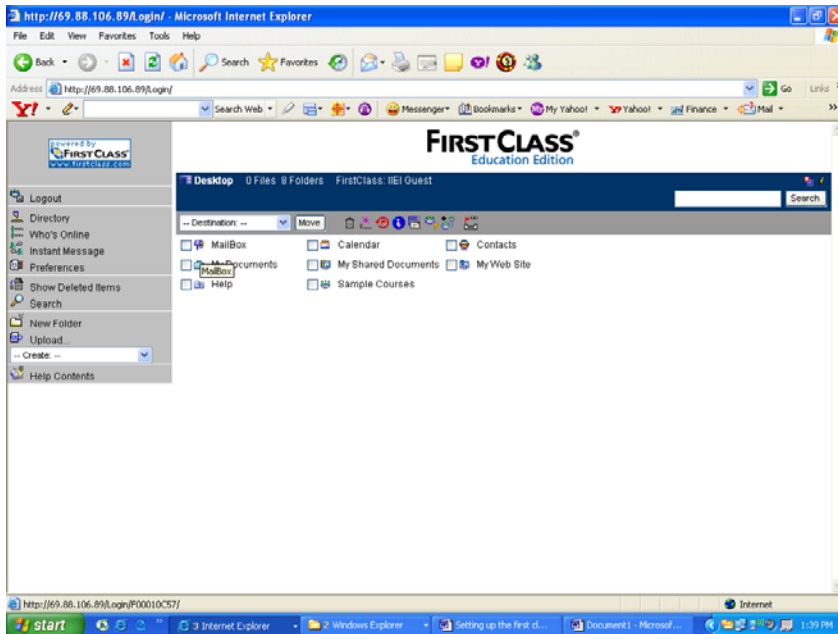 http://69.88.106.89/Login/ - Microsoft Internet Explorer
File Edit View Favorites Tools Help
Back Search Favorites
Address http://69.88.106.89/Login/ Go Links
Y! Search Web Messenger Bookmarks My Yahoo! Yahoo! Finance Mail »
powered by
FIRSTCLASS
www.firstclass.com
FIRSTCLASS®
Education Edition
Desktop 0 Files 8 Folders FirstClass: IIEI Guest
Search
Logout
Directory
Who's Online
Instant Message
Preferences
Show Deleted Items
Search
New Folder
Upload...
-- Create: --
Help Contents
-- Destination: -- Move
MailBox Calendar Contacts
Documents My Shared Documents My Web Site
MailBox
Help Sample Courses
http://69.88.106.89/Login/F00010C57/ Internet
start 3 Internet Explorer 2 Windows Explorer Setting up the first cl... Document1 - Microsof... 1:39 PM